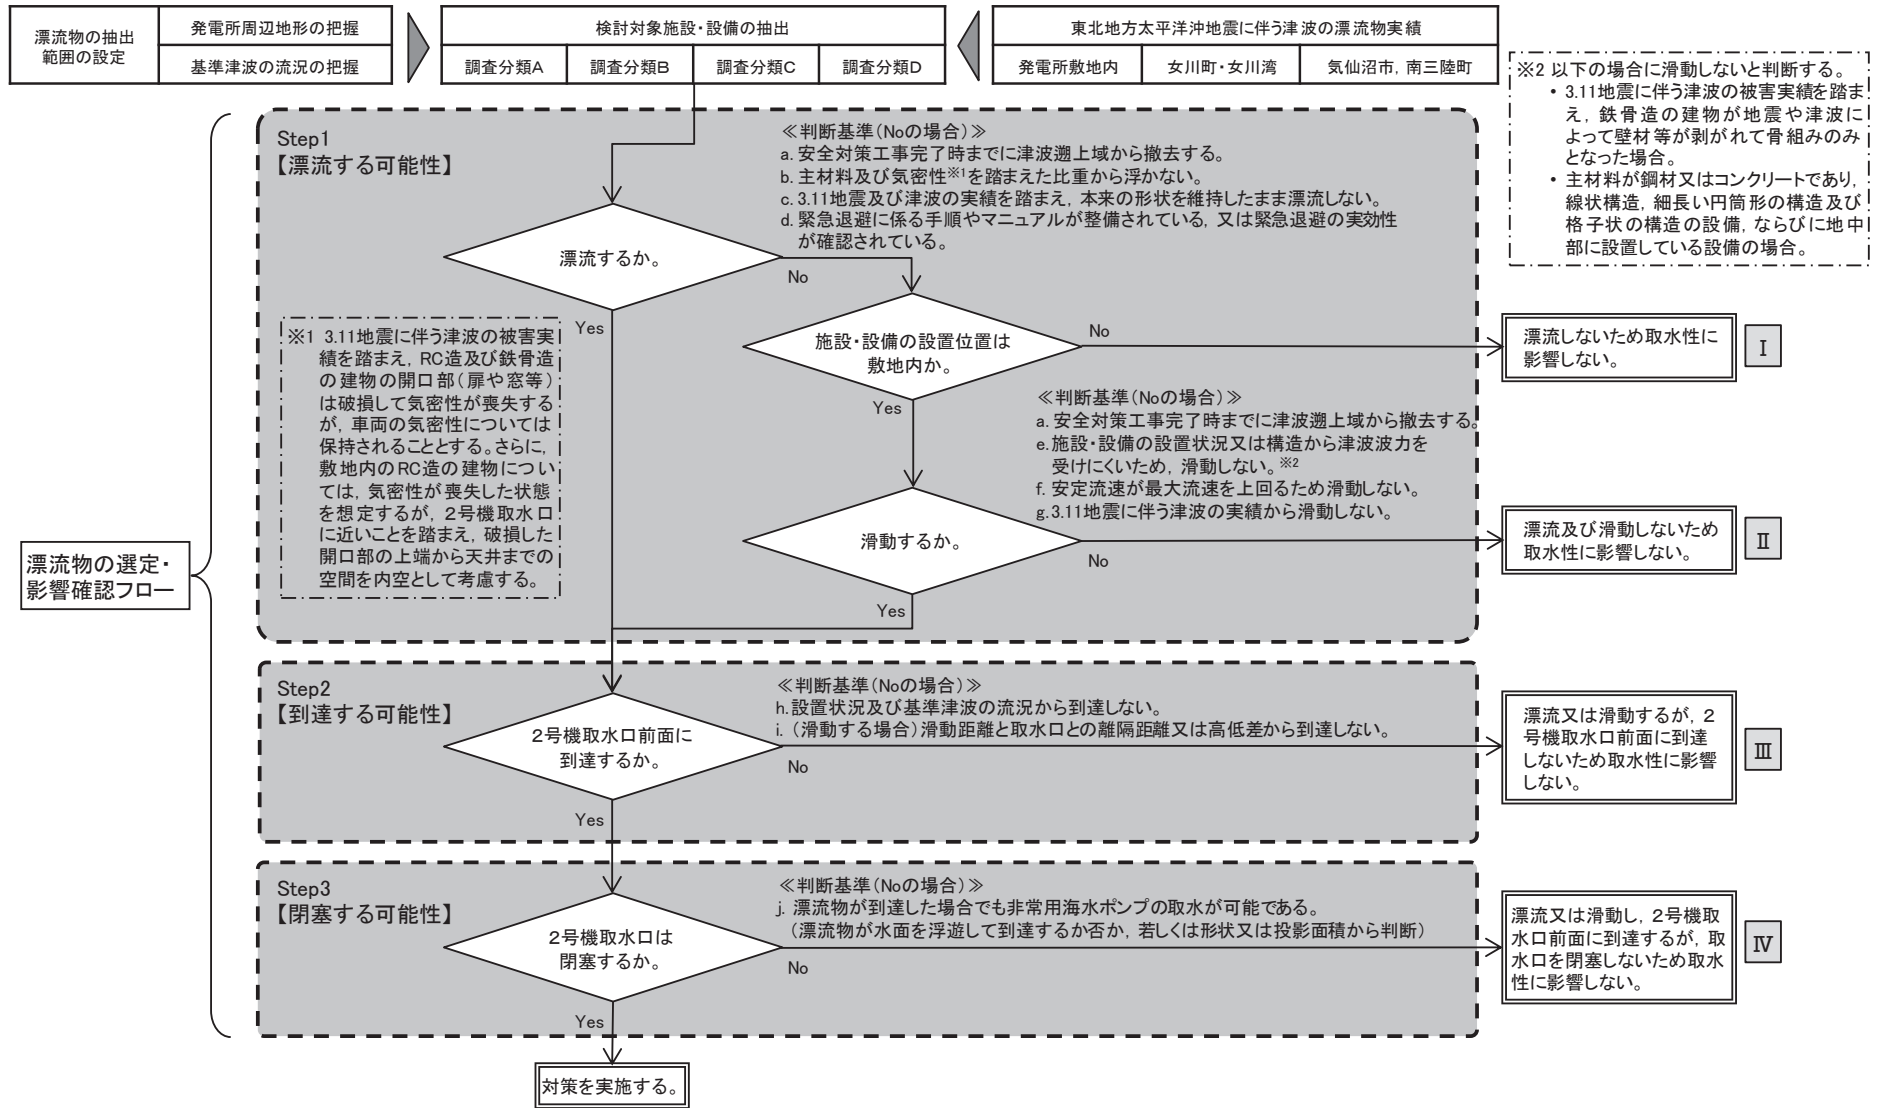 漂流物の抽出
範囲の設定
発電所周辺地形の把握
基準津波の流況の把握
検討対象施設・設備の抽出
調査分類A
調査分類B
調査分類C
調査分類D
東北地方太平洋沖地震に伴う津波の漂流物実績
発電所敷地内
女川町・女川湾
気仙沼市，南三陸町
※2 以下の場合に滑動しないと判断する。
• 3.11地震に伴う津波の被害実績を踏ま
え，鉄骨造の建物が地震や津波に
よって壁材等が剥がれて骨組みのみ
となった場合。
• 主材料が鋼材又はコンクリートであり，
線状構造，細長い円筒形の構造及び
格子状の構造の設備，ならびに地中
部に設置している設備の場合。
漂流物の選定・
影響確認フロー
Step1
【漂流する可能性】
≪判断基準（Noの場合）≫
a. 安全対策工事完了時までに津波遡上域から撤去する。
b. 主材料及び気密性※1を踏まえた比重から浮かない。
c. 3.11地震及び津波の実績を踏まえ，本来の形状を維持したまま漂流しない。
d. 緊急退避に係る手順やマニュアルが整備されている，又は緊急退避の実効性
が確認されている。
漂流するか。
No
Yes
※1 3.11地震に伴う津波の被害実
績を踏まえ，RC造及び鉄骨造
の建物の開口部（扉や窓等）
は破損して気密性が喪失する
が，車両の気密性については
保持されることとする。さらに，
敷地内のRC造の建物につい
ては，気密性が喪失した状態
を想定するが，２号機取水口
に近いことを踏まえ，破損した
開口部の上端から天井までの
空間を内空として考慮する。
施設・設備の設置位置は
敷地内か。
No
Yes
漂流しないため取水性に
影響しない。
Ⅰ
≪判断基準（Noの場合）≫
a. 安全対策工事完了時までに津波遡上域から撤去する。
e. 施設・設備の設置状況又は構造から津波波力を
受けにくいため，滑動しない。※2
f. 安定流速が最大流速を上回るため滑動しない。
g. 3.11地震に伴う津波の実績から滑動しない。
滑動するか。
No
Yes
漂流及び滑動しないため
取水性に影響しない。
Ⅱ
Step2
【到達する可能性】
≪判断基準（Noの場合）≫
h. 設置状況及び基準津波の流況から到達しない。
i. （滑動する場合）滑動距離と取水口との離隔距離又は高低差から到達しない。
２号機取水口前面に
到達するか。
No
Yes
漂流又は滑動するが，２
号機取水口前面に到達
しないため取水性に影響
しない。
Ⅲ
Step3
【閉塞する可能性】
≪判断基準（Noの場合）≫
j. 漂流物が到達した場合でも非常用海水ポンプの取水が可能である。
（漂流物が水面を浮遊して到達するか否か，若しくは形状又は投影面積から判断）
２号機取水口は
閉塞するか。
No
Yes
漂流又は滑動し，２号機取
水口前面に到達するが，取
水口を閉塞しないため取水
性に影響しない。
Ⅳ
対策を実施する。